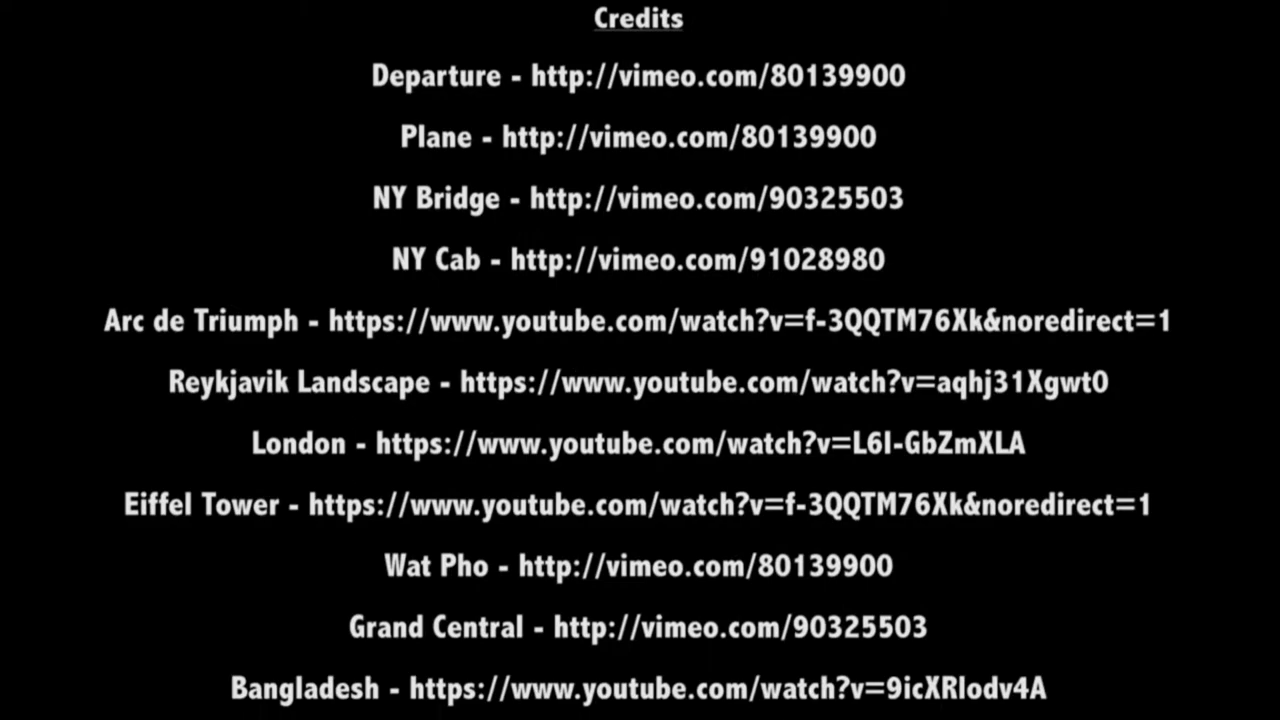 Credits
Departure - http://vimeo.com/80139900
Plane - http://vimeo.com/80139900
NY Bridge - http://vimeo.com/90325503
NY Cab - http://vimeo.com/91028980
Arc de Triumph - https://www.youtube.com/watch?v=f-3QQTM76Xk&noredirect=1
Reykjavik Landscape - https://www.youtube.com/watch?v=aqhj31Xgwt0
London - https://www.youtube.com/watch?v=L6I-GbZmXLA
Eiffel Tower - https://www.youtube.com/watch?v=f-3QQTM76Xk&noredirect=1
Wat Pho - http://vimeo.com/80139900
Grand Central - http://vimeo.com/90325503
Bangladesh - https://www.youtube.com/watch?v=9icXRIodv4A